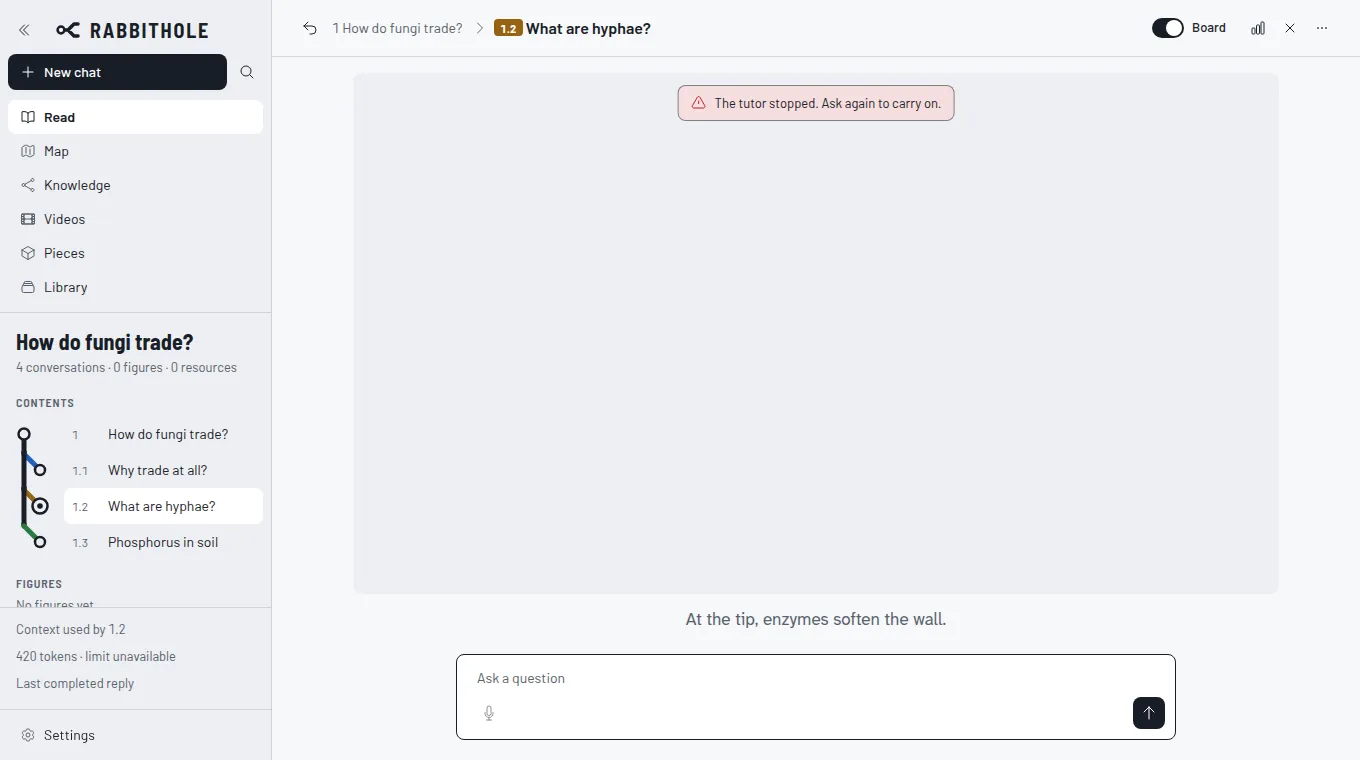 RABBITHOLE
New chat
Read
Map
Knowledge
Videos
Pieces
Library
How do fungi trade?
4 conversations · 0 figures · 0 resources
CONTENTS
1 How do fungi trade?
1.1 Why trade at all?
1.2 What are hyphae?
1.3 Phosphorus in soil
FIGURES
No figures yet
Context used by 1.2
420 tokens · limit unavailable
Last completed reply
Settings
1 How do fungi trade? 1.2 What are hyphae?
Board
The tutor stopped. Ask again to carry on.
At the tip, enzymes soften the wall.
Ask a question